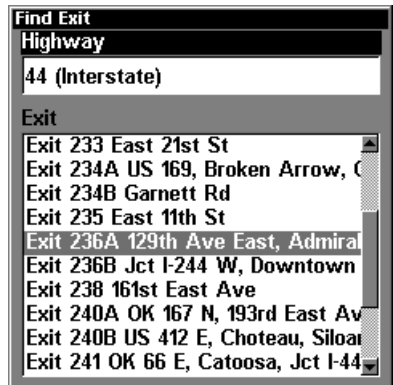 Find Exit
Highway
44 (Interstate)
Exit
Exit 233 East 21st St
Exit 234A US 169, Broken Arrow,
Exit 234B Garnett Rd
Exit 235 East 11th St
Exit 236A 129th Ave East, Admiral
Exit 236B Jct I-244 W, Downtown
Exit 238 161st East Ave
Exit 240A OK 167 N, 193rd East Av
Exit 240B US 412 E, Choteau, Siloa
Exit 241 OK 66 E, Catoosa, Jct I-44